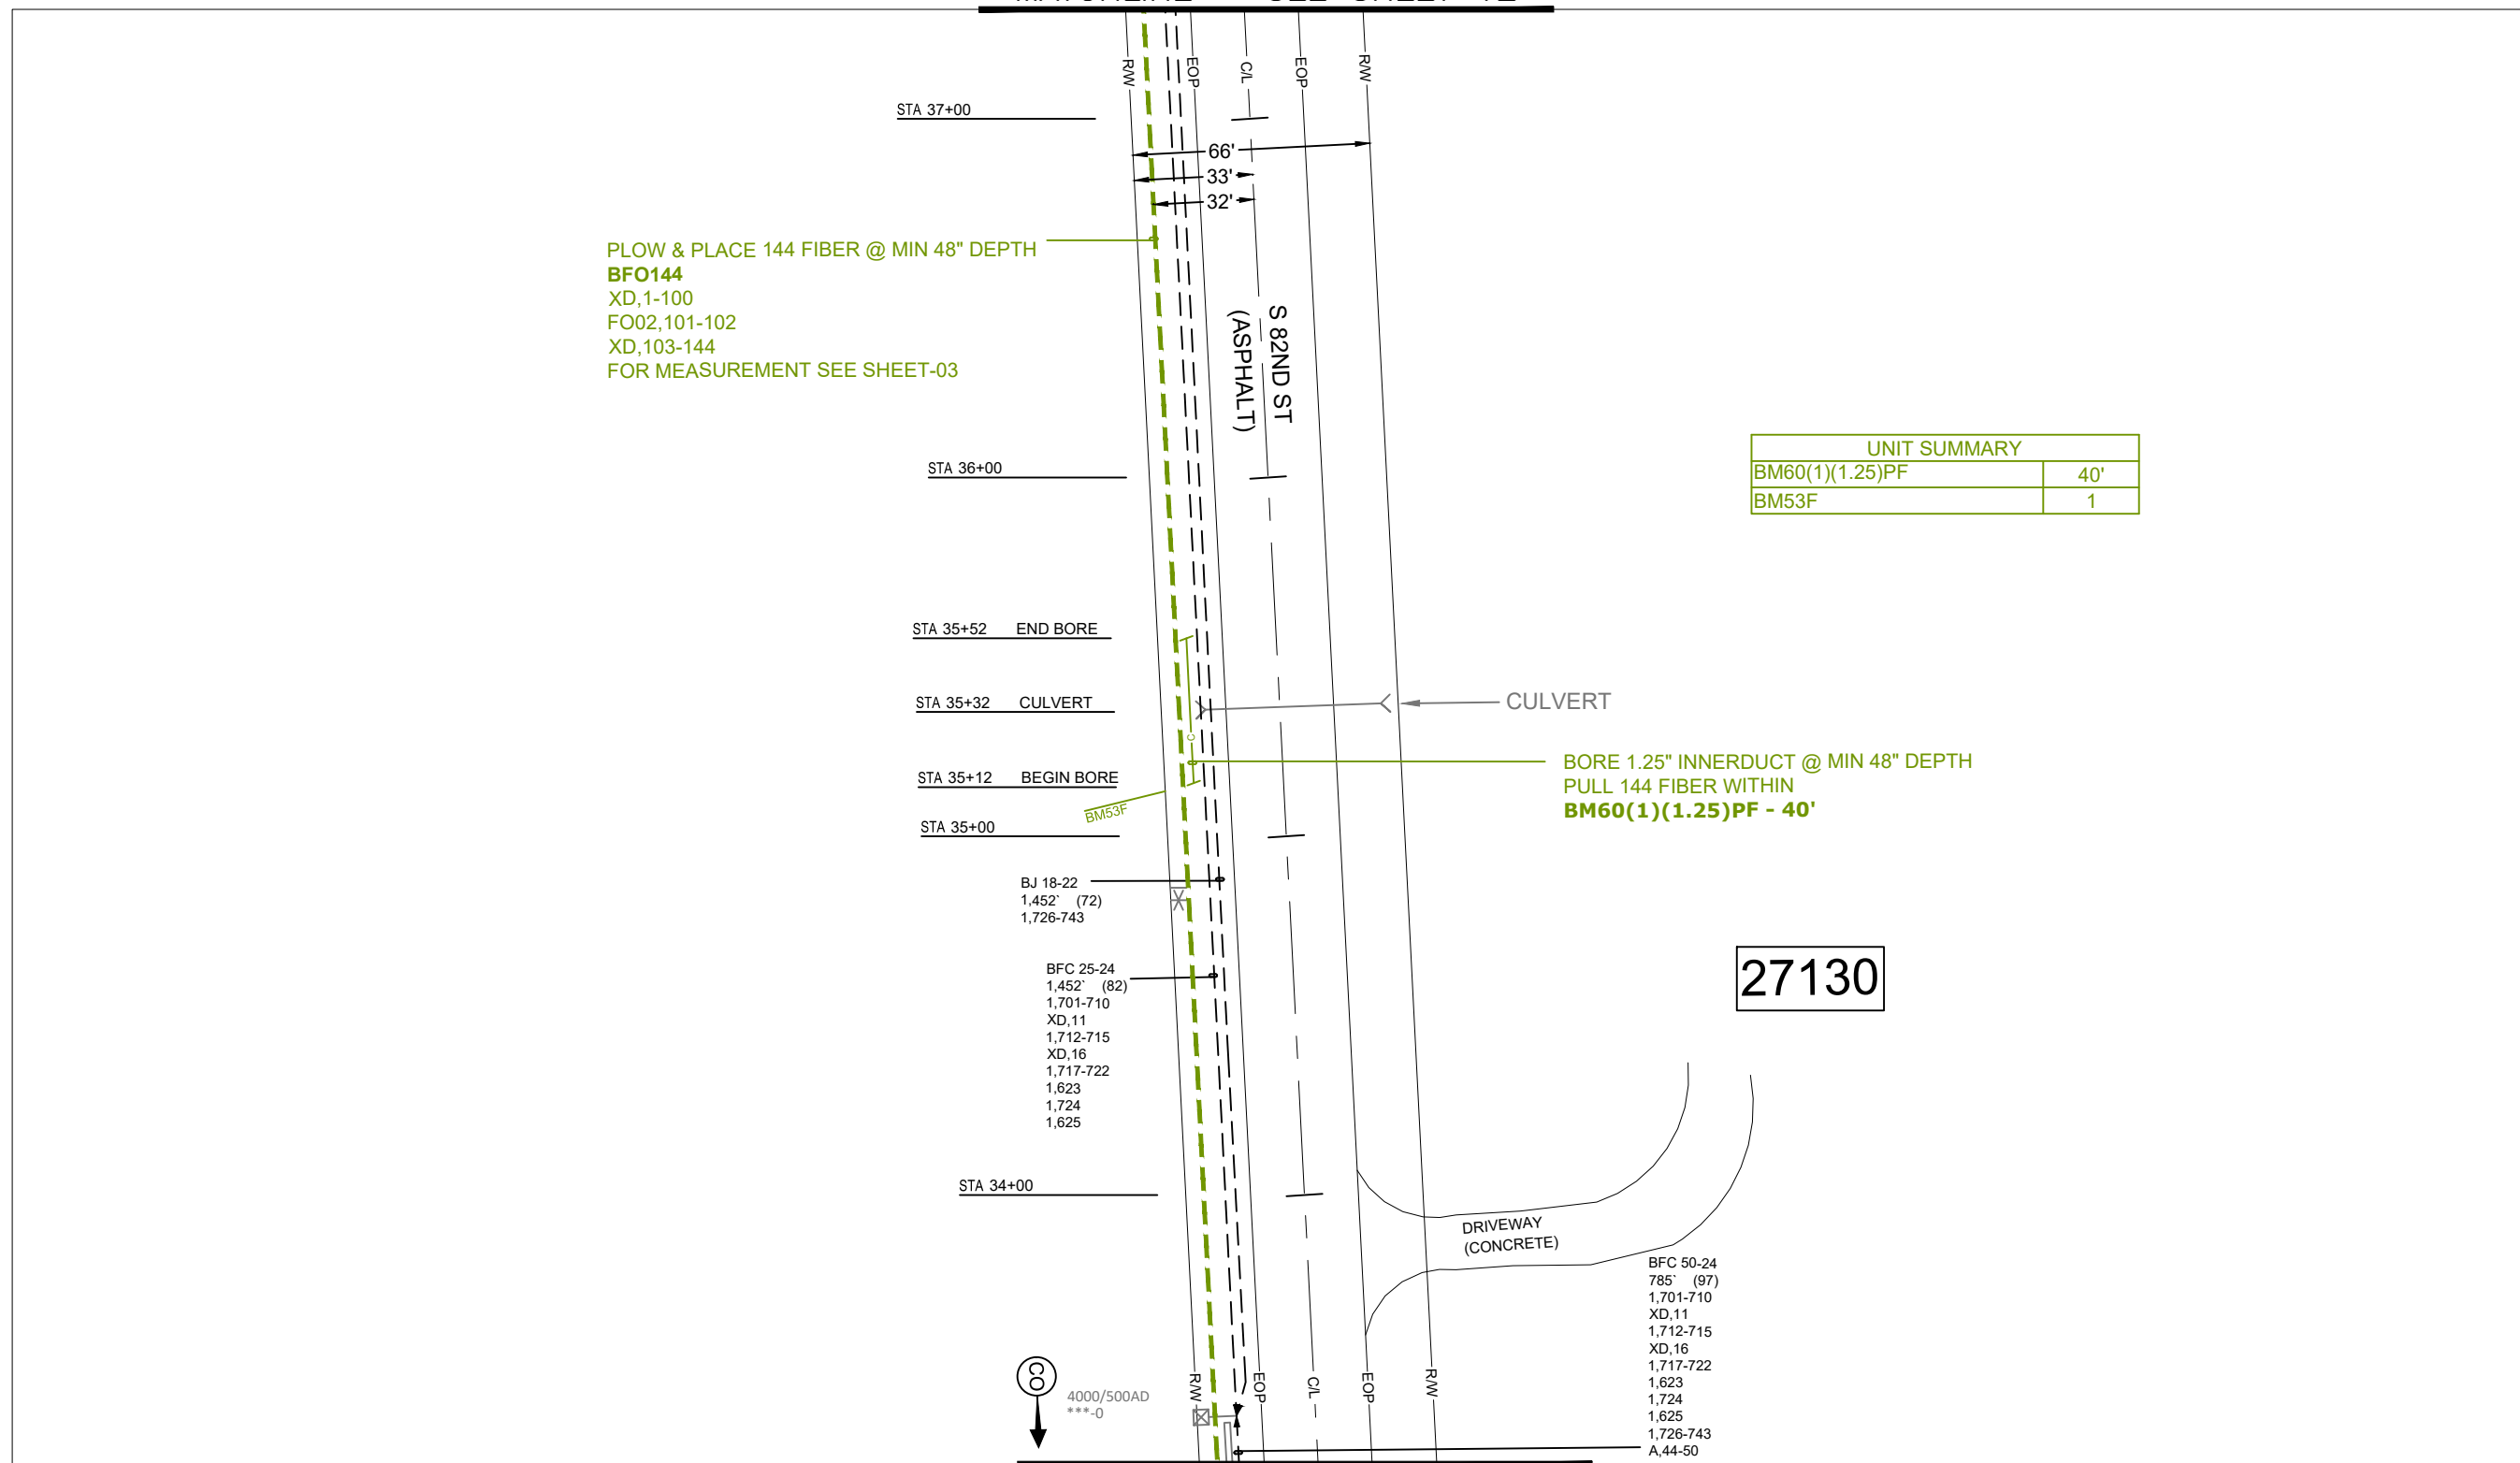 R/W
EOP
C/L
EOP
R/W
STA 37+00
66'
33'
32'
PLOW & PLACE 144 FIBER @ MIN 48" DEPTH
BFO144
XD,1-100
FO02,101-102
XD,103-144
FOR MEASUREMENT SEE SHEET-03
S 82ND ST
(ASPHALT)
UNIT SUMMARY
BM60(1)(1.25)PF 40'
BM53F 1
STA 36+00
STA 35+52 END BORE
STA 35+32 CULVERT
CULVERT
C
STA 35+12 BEGIN BORE
BM53F
BORE 1.25" INNERDUCT @ MIN 48" DEPTH
PULL 144 FIBER WITHIN
BM60(1)(1.25)PF - 40'
STA 35+00
BJ 18-22
1,452` (72)
1,726-743
BFC 25-24
1,452` (82)
1,701-710
XD,11
1,712-715
XD,16
1,717-722
1,623
1,724
1,625
27130
STA 34+00
DRIVEWAY
(CONCRETE)
BFC 50-24
785` (97)
1,701-710
XD,11
1,712-715
XD,16
1,717-722
1,623
1,724
1,625
1,726-743
A,44-50
CO
4000/500AD
***-0
R/W
EOP
C/L
EOP
R/W